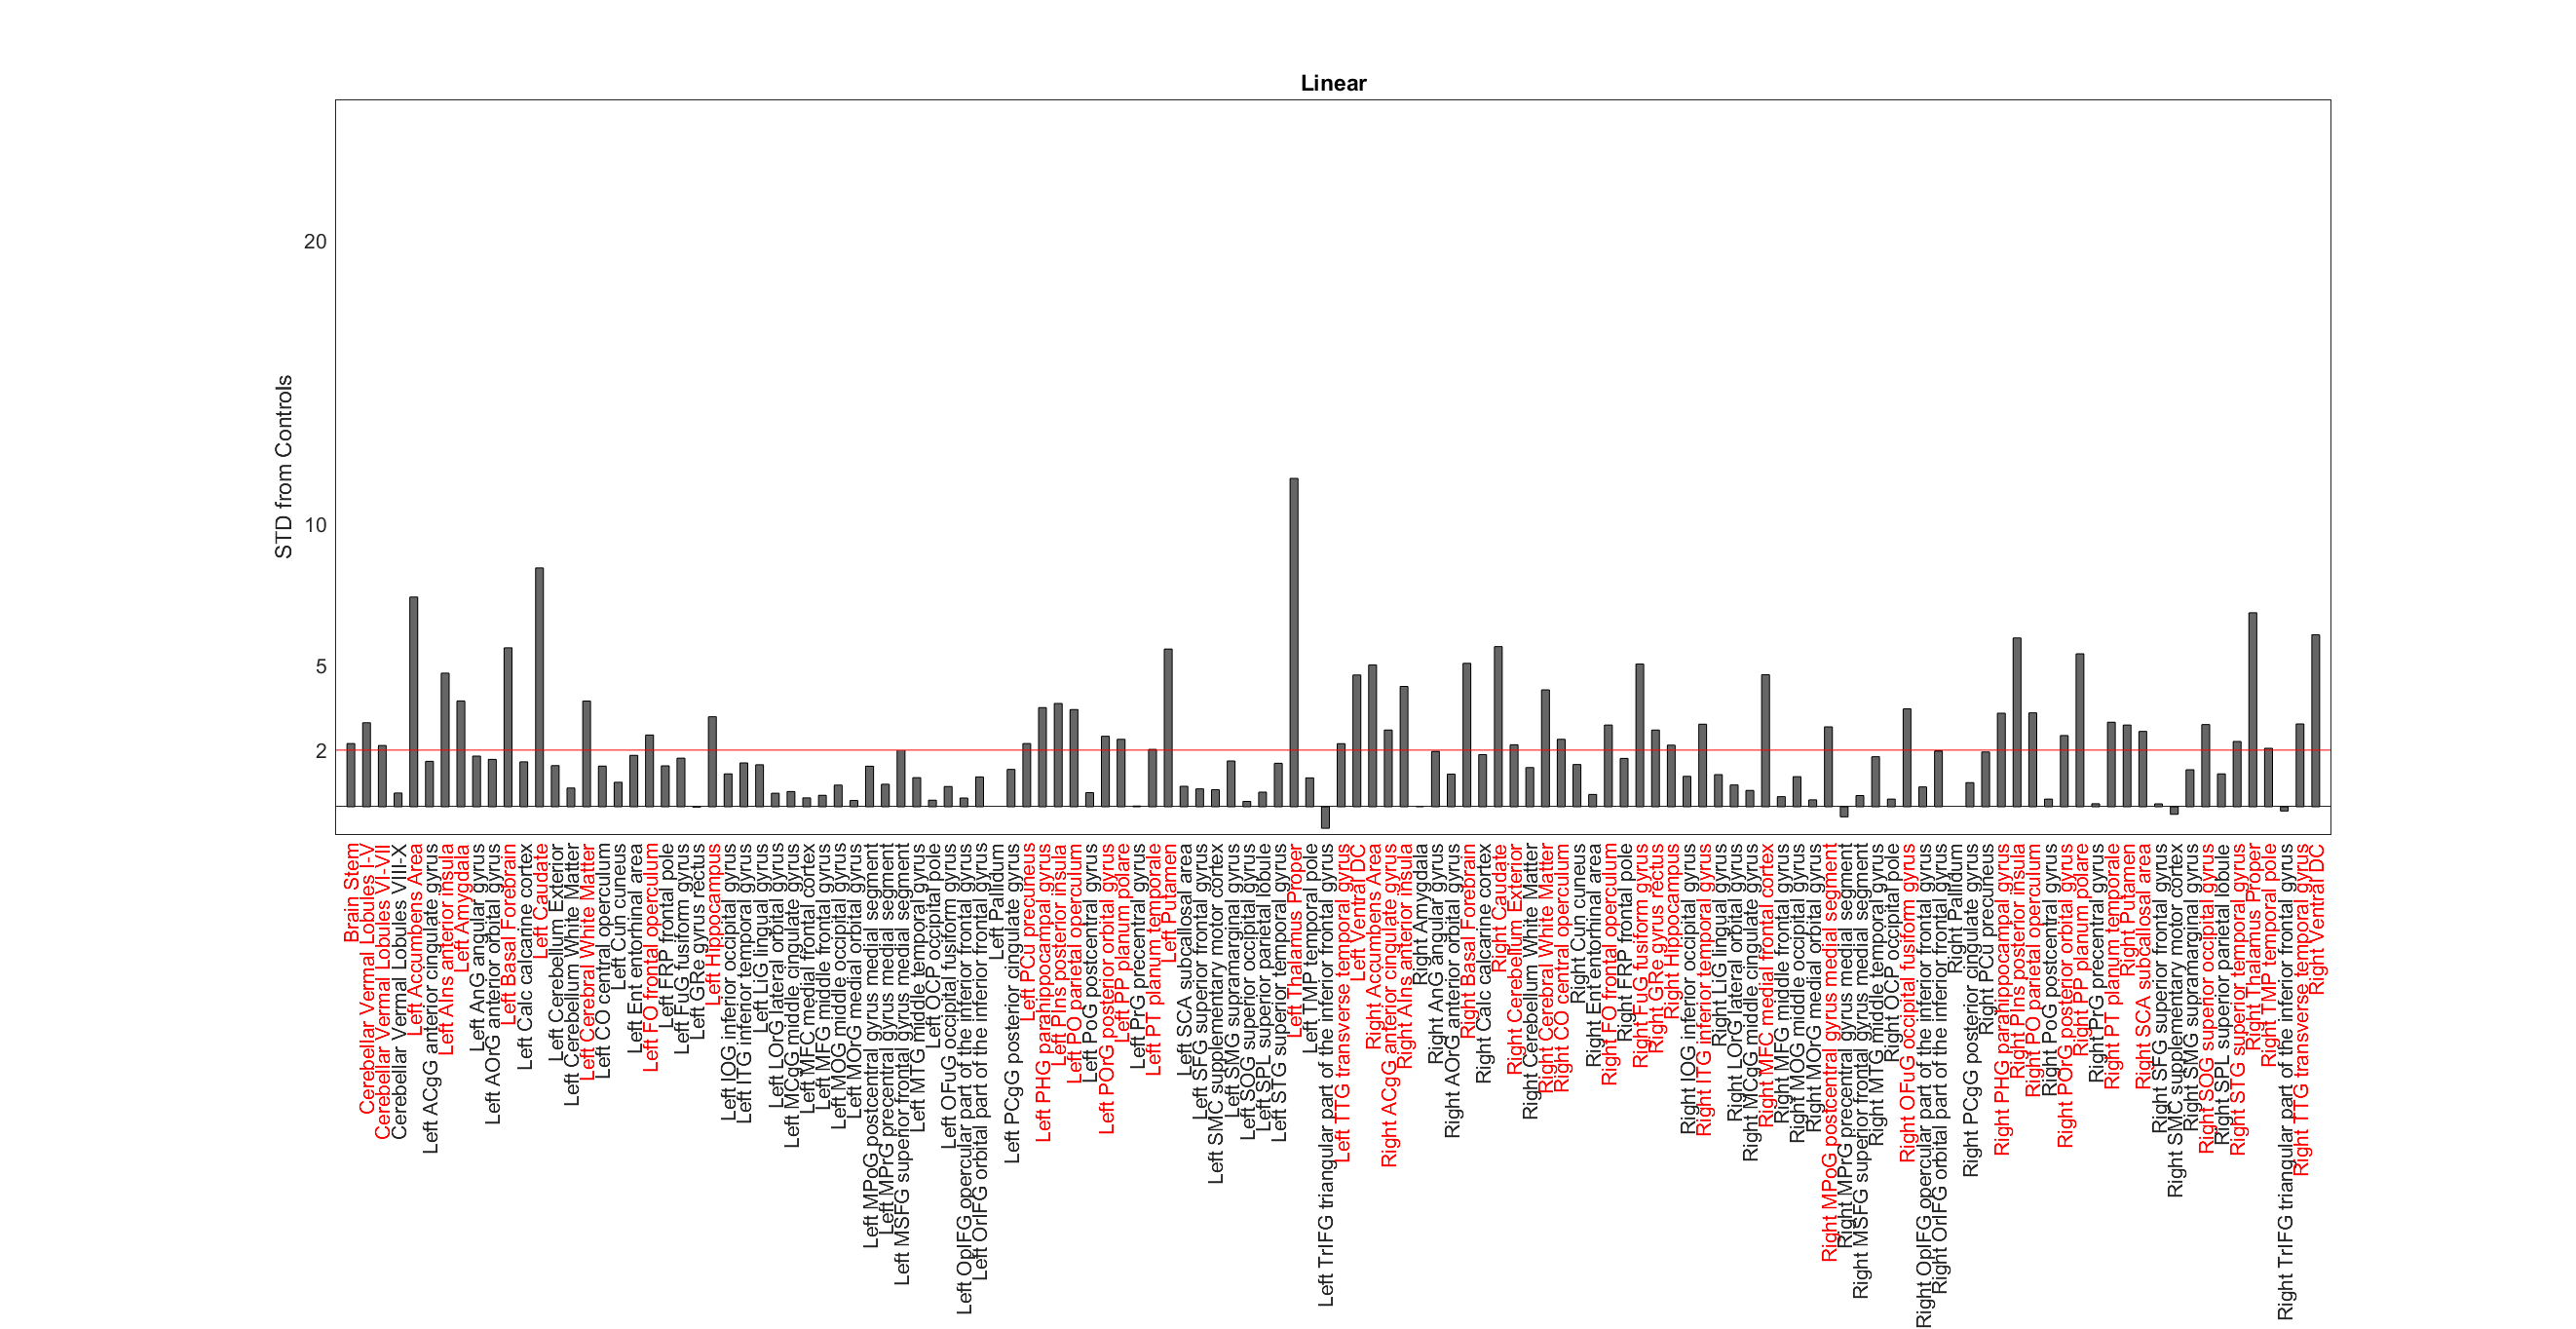 Linear
STD from Controls
20
10
5
2
Brain Stem
Cerebellar Vermal Lobules I-V
Cerebellar Vermal Lobules VI-VII
Cerebellar Vermal Lobules VIII-X
Left Accumbens Area
Left ACgG anterior cingulate gyrus
Left AIns anterior insula
Left Amygdala
Left AnG angular gyrus
Left AOrG anterior orbital gyrus
Left Basal Forebrain
Left Calc calcarine cortex
Left Caudate
Left Cerebellum Exterior
Left Cerebellum White Matter
Left Cerebral White Matter
Left CO central operculum
Left Cun cuneus
Left Ent entorhinal area
Left FO frontal operculum
Left FRP frontal pole
Left FuG fusiform gyrus
Left GRe gyrus rectus
Left Hippocampus
Left IOG inferior occipital gyrus
Left ITG inferior temporal gyrus
Left LiG lingual gyrus
Left LOrG lateral orbital gyrus
Left MCgG middle cingulate gyrus
Left MFC medial frontal cortex
Left MFG middle frontal gyrus
Left MOG middle occipital gyrus
Left MOrG medial orbital gyrus
Left MPoG postcentral gyrus medial segment
Left MPrG precentral gyrus medial segment
Left MSFG superior frontal gyrus medial segment
Left MTG middle temporal gyrus
Left OCP occipital pole
Left OFuG occipital fusiform gyrus
Left OpIFG opercular part of the inferior frontal gyrus
Left OrIFG orbital part of the inferior frontal gyrus
Left Pallidum
Left PCgG posterior cingulate gyrus
Left PCu precuneus
Left PHG parahippocampal gyrus
Left PIns posterior insula
Left PO parietal operculum
Left PoG postcentral gyrus
Left POrG posterior orbital gyrus
Left PP planum polare
Left PrG precentral gyrus
Left PT planum temporale
Left Putamen
Left SCA subcallosal area
Left SFG superior frontal gyrus
Left SMC supplementary motor cortex
Left SMG supramarginal gyrus
Left SOG superior occipital gyrus
Left SPL superior parietal lobule
Left STG superior temporal gyrus
Left Thalamus Proper
Left TMP temporal pole
Left TrIFG triangular part of the inferior frontal gyrus
Left TTG transverse temporal gyrus
Left Ventral DC
Right Accumbens Area
Right ACgG anterior cingulate gyrus
Right AIns anterior insula
Right Amygdala
Right AnG angular gyrus
Right AOrG anterior orbital gyrus
Right Basal Forebrain
Right Calc calcarine cortex
Right Caudate
Right Cerebellum Exterior
Right Cerebellum White Matter
Right Cerebral White Matter
Right CO central operculum
Right Cun cuneus
Right Ent entorhinal area
Right FO frontal operculum
Right FRP frontal pole
Right FuG fusiform gyrus
Right GRe gyrus rectus
Right Hippocampus
Right IOG inferior occipital gyrus
Right ITG inferior temporal gyrus
Right LiG lingual gyrus
Right LOrG lateral orbital gyrus
Right MCgG middle cingulate gyrus
Right MFC medial frontal cortex
Right MFG middle frontal gyrus
Right MOG middle occipital gyrus
Right MOrG medial orbital gyrus
Right MPoG postcentral gyrus medial segment
Right MPrG precentral gyrus medial segment
Right MSFG superior frontal gyrus medial segment
Right MTG middle temporal gyrus
Right OCP occipital pole
Right OFuG occipital fusiform gyrus
Right OpIFG opercular part of the inferior frontal gyrus
Right OrIFG orbital part of the inferior frontal gyrus
Right Pallidum
Right PCgG posterior cingulate gyrus
Right PCu precuneus
Right PHG parahippocampal gyrus
Right PIns posterior insula
Right PO parietal operculum
Right PoG postcentral gyrus
Right POrG posterior orbital gyrus
Right PP planum polare
Right PrG precentral gyrus
Right PT planum temporale
Right Putamen
Right SCA subcallosal area
Right SFG superior frontal gyrus
Right SMC supplementary motor cortex
Right SMG supramarginal gyrus
Right SOG superior occipital gyrus
Right SPL superior parietal lobule
Right STG superior temporal gyrus
Right Thalamus Proper
Right TMP temporal pole
Right TrIFG triangular part of the inferior frontal gyrus
Right TTG transverse temporal gyrus
Right Ventral DC